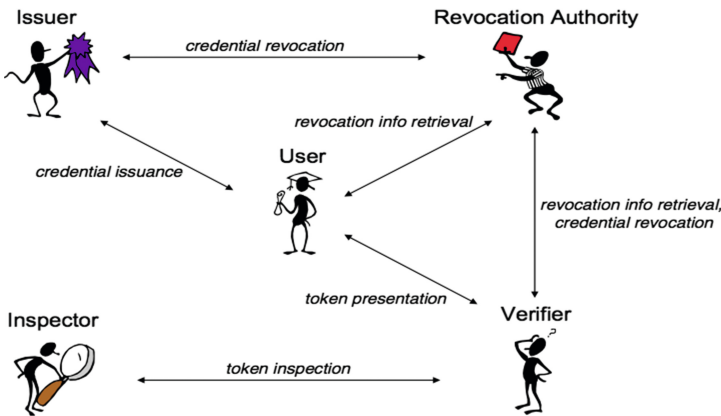 Issuer
Revocation Authority
credential revocation
revocation info retrieval
User
credential issuance
revocation info retrieval,
credential revocation
token presentation
Inspector
Verifier
?
token inspection